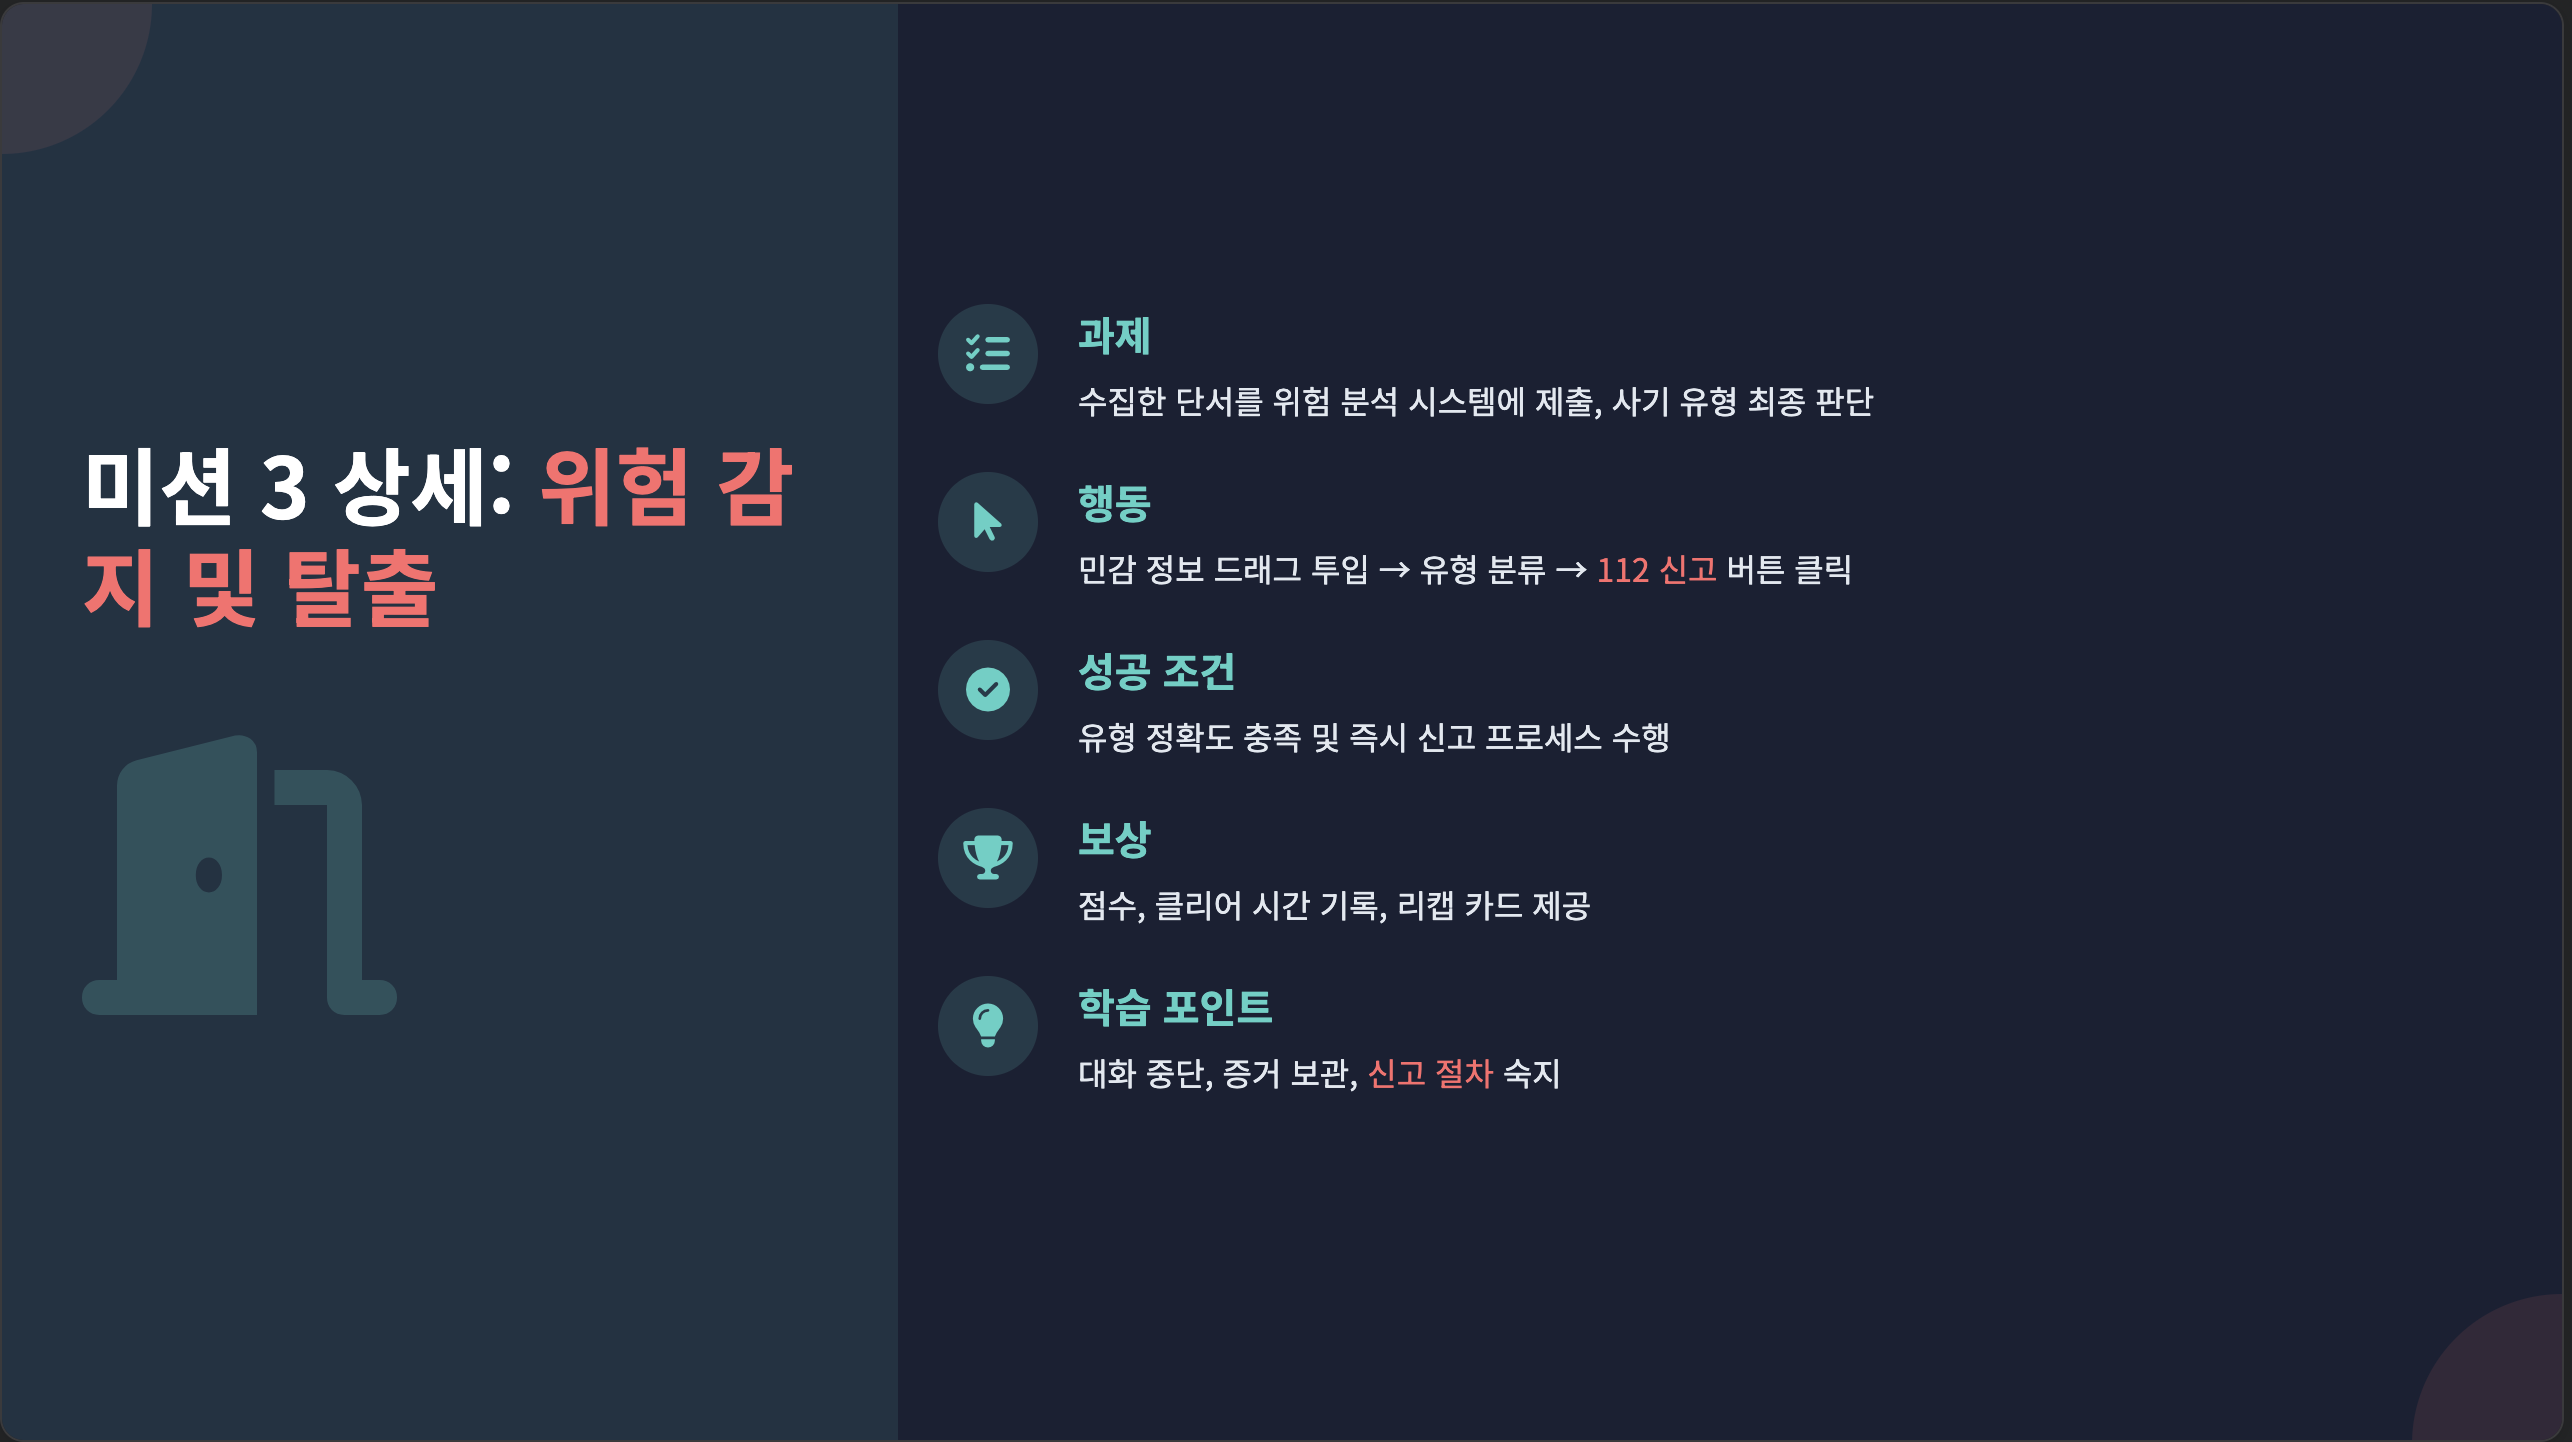 미션 3 상세: 위험 감
지 및 탈출
과제
수집한 단서를 위험 분석 시스템에 제출, 사기 유형 최종 판단
행동
민감 정보 드래그 투입 → 유형 분류 → 112 신고 버튼 클릭
성공 조건
유형 정확도 충족 및 즉시 신고 프로세스 수행
보상
점수, 클리어 시간 기록, 리캡 카드 제공
학습 포인트
대화 중단, 증거 보관, 신고 절차 숙지